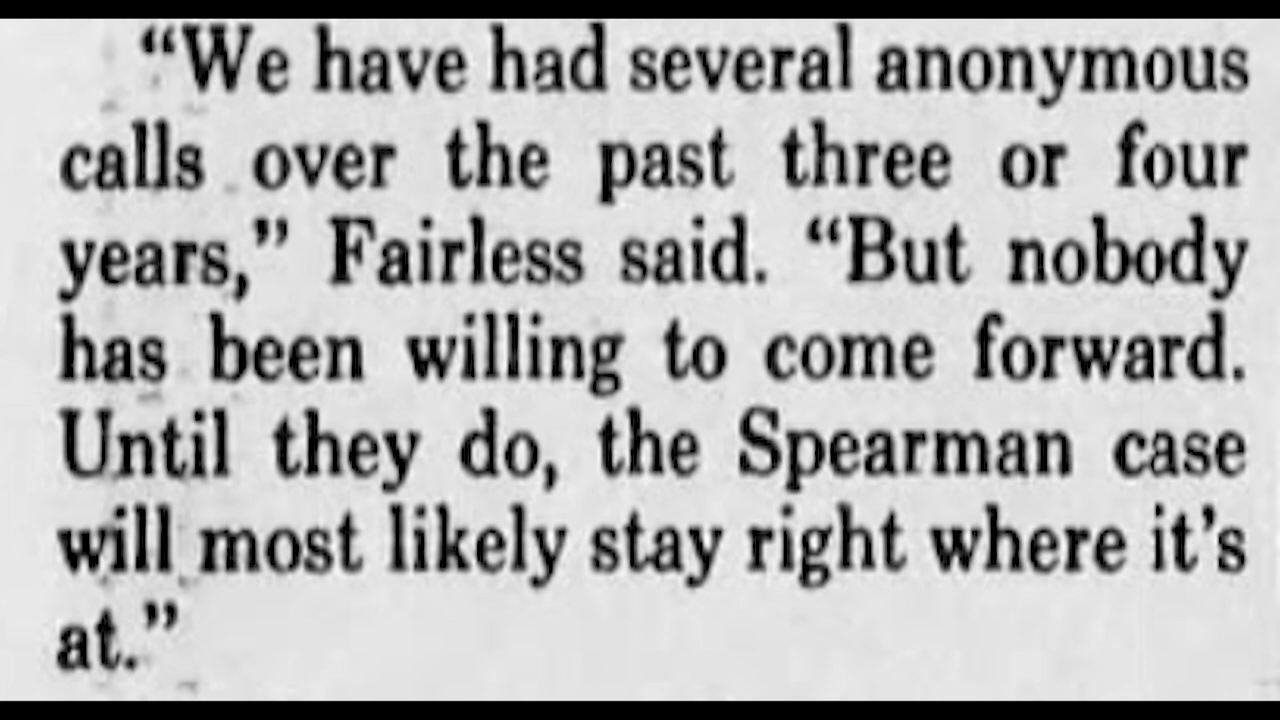 “We have had several anonymous
calls over the past three or four
years,” Fairless said. “But nobody
has been willing to come forward.
Until they do, the Spearman case
will most likely stay right where it’s
at.”